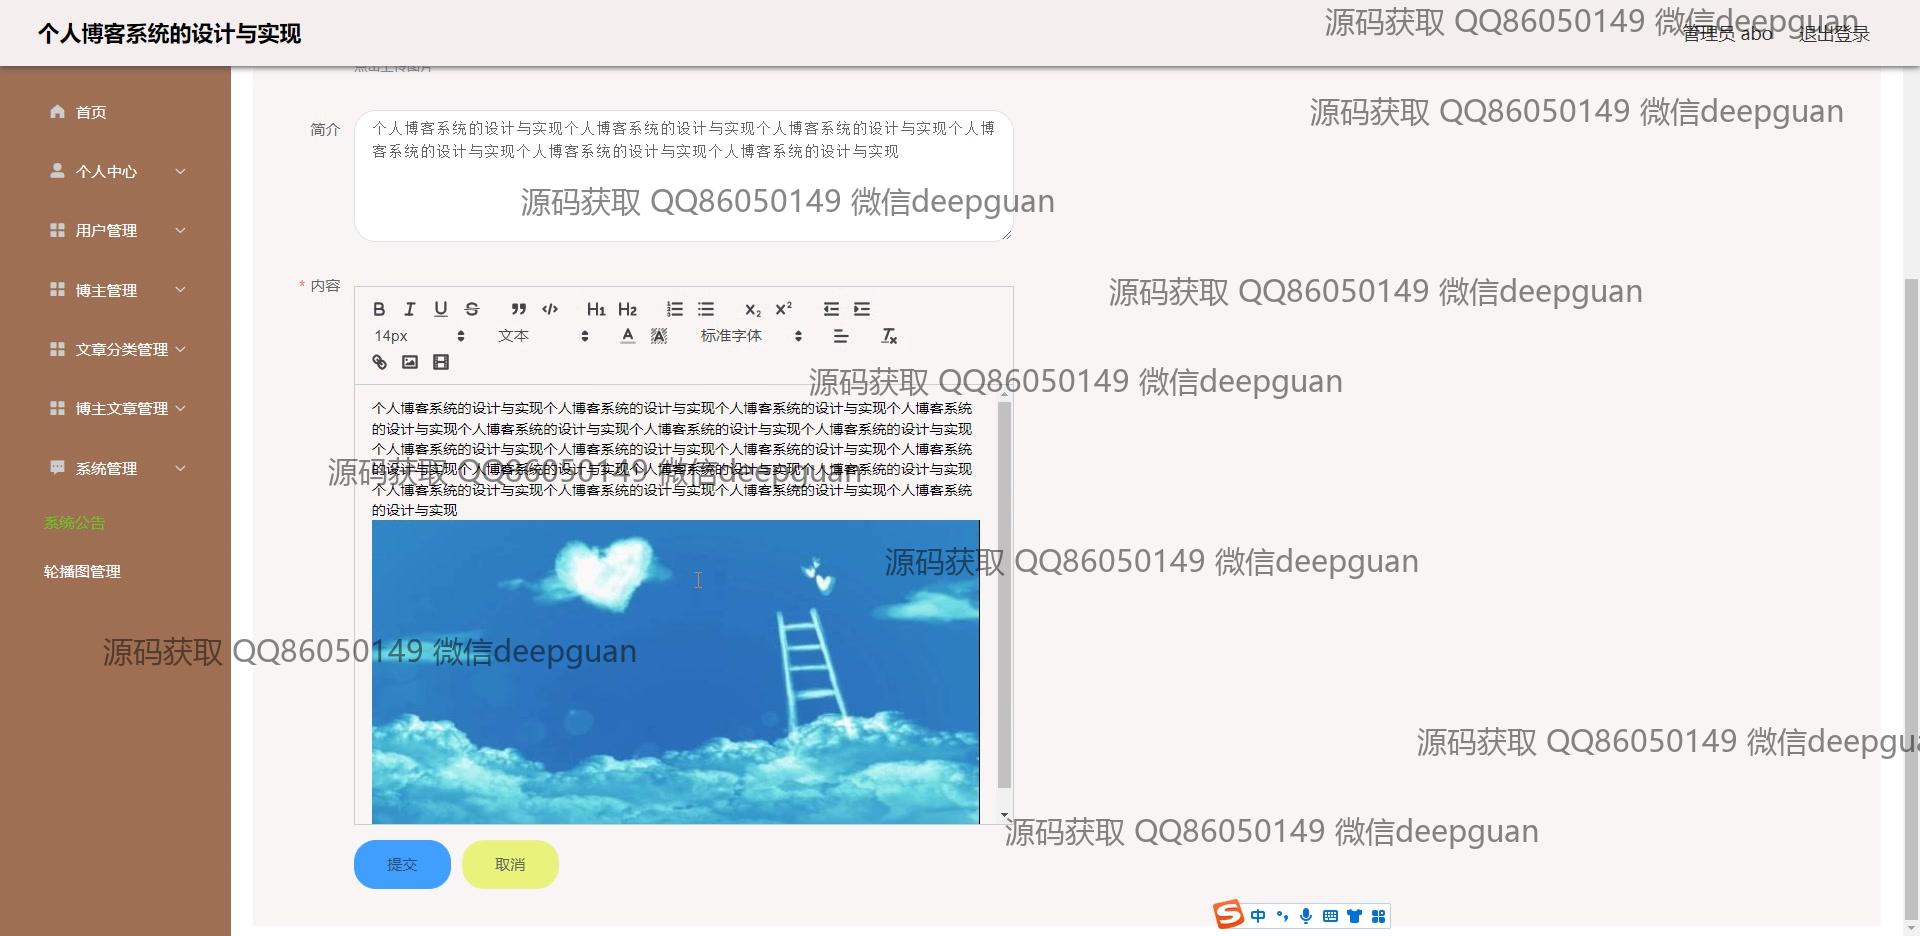 个人博客系统的设计与实现
源码获取 QQ86050149 微信deepguan
管理员 abo
退出登录
点击上传图片
首页
个人中心
用户管理
博主管理
文章分类管理
博主文章管理
系统管理
系统公告
轮播图管理
源码获取 QQ86050149 微信deepguan
简介
个人博客系统的设计与实现个人博客系统的设计与实现个人博客系统的设计与实现个人博
客系统的设计与实现个人博客系统的设计与实现个人博客系统的设计与实现
源码获取 QQ86050149 微信deepguan
* 内容
源码获取 QQ86050149 微信deepguan
B I U S H1 H2 X₂ X²
14px 文本 A A 标准字体 Tx
源码获取 QQ86050149 微信deepguan
个人博客系统的设计与实现个人博客系统的设计与实现个人博客系统的设计与实现个人博客系统
的设计与实现个人博客系统的设计与实现个人博客系统的设计与实现个人博客系统的设计与实现
个人博客系统的设计与实现个人博客系统的设计与实现个人博客系统的设计与实现个人博客系统
的设计与实现个人博客系统的设计与实现个人博客系统的设计与实现个人博客系统的设计与实现
源码获取 QQ86050149 微信deepguan
个人博客系统的设计与实现个人博客系统的设计与实现个人博客系统的设计与实现个人博客系统
的设计与实现
源码获取 QQ86050149 微信deepguan
源码获取 QQ86050149 微信deepguan
源码获取 QQ86050149 微信deepgu
源码获取 QQ86050149 微信deepguan
提交
取消
S 中